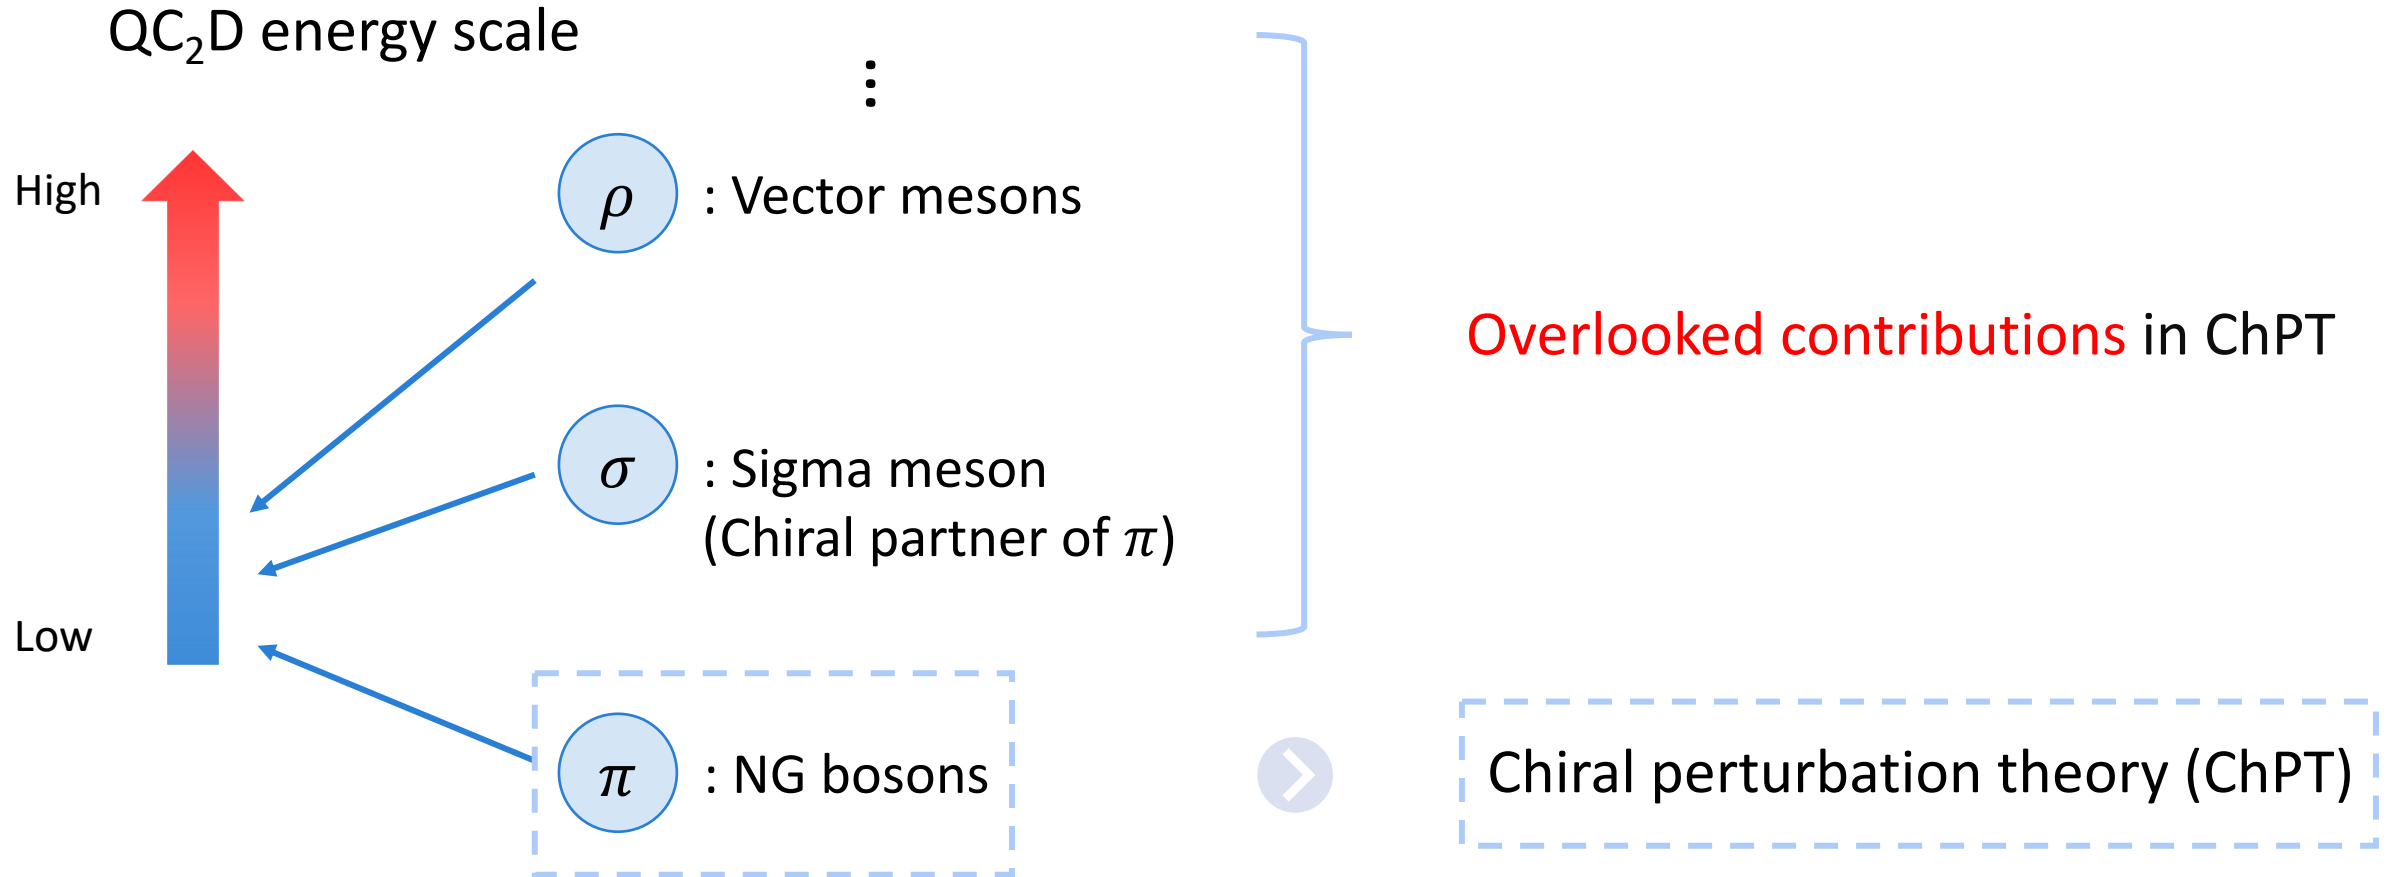 QC₂D energy scale
⋮
High
ρ : Vector mesons
Overlooked contributions in ChPT
σ : Sigma meson
(Chiral partner of π)
Low
π : NG bosons
Chiral perturbation theory (ChPT)